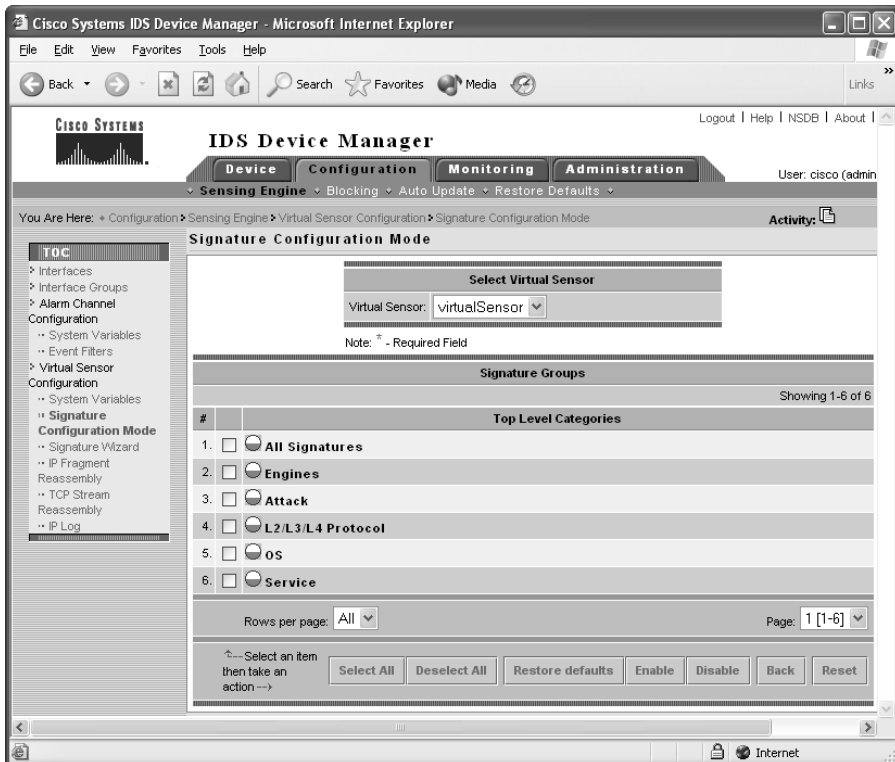 Cisco Systems IDS Device Manager - Microsoft Internet Explorer
File Edit View Favorites Tools Help
Back Search Favorites Media Links »
CISCO SYSTEMS
Logout | Help | NSDB | About |
IDS Device Manager
Device Configuration Monitoring Administration
User: cisco (admin
Sensing Engine Blocking Auto Update Restore Defaults
You Are Here: Configuration Sensing Engine Virtual Sensor Configuration Signature Configuration Mode
Activity:
TOC
Interfaces
Interface Groups
Alarm Channel
Configuration
System Variables
Event Filters
Virtual Sensor
Configuration
System Variables
Signature
Configuration Mode
Signature Wizard
IP Fragment
Reassembly
TCP Stream
Reassembly
IP Log
Signature Configuration Mode
Select Virtual Sensor
Virtual Sensor: virtualSensor
Note: * - Required Field
Signature Groups
Showing 1-6 of 6
# Top Level Categories
1. All Signatures
2. Engines
3. Attack
4. L2/L3/L4 Protocol
5. OS
6. Service
Rows per page: All
Page: 1 [1-6]
Select an item
then take an
action -->
Select All Deselect All Restore defaults Enable Disable Back Reset
Internet